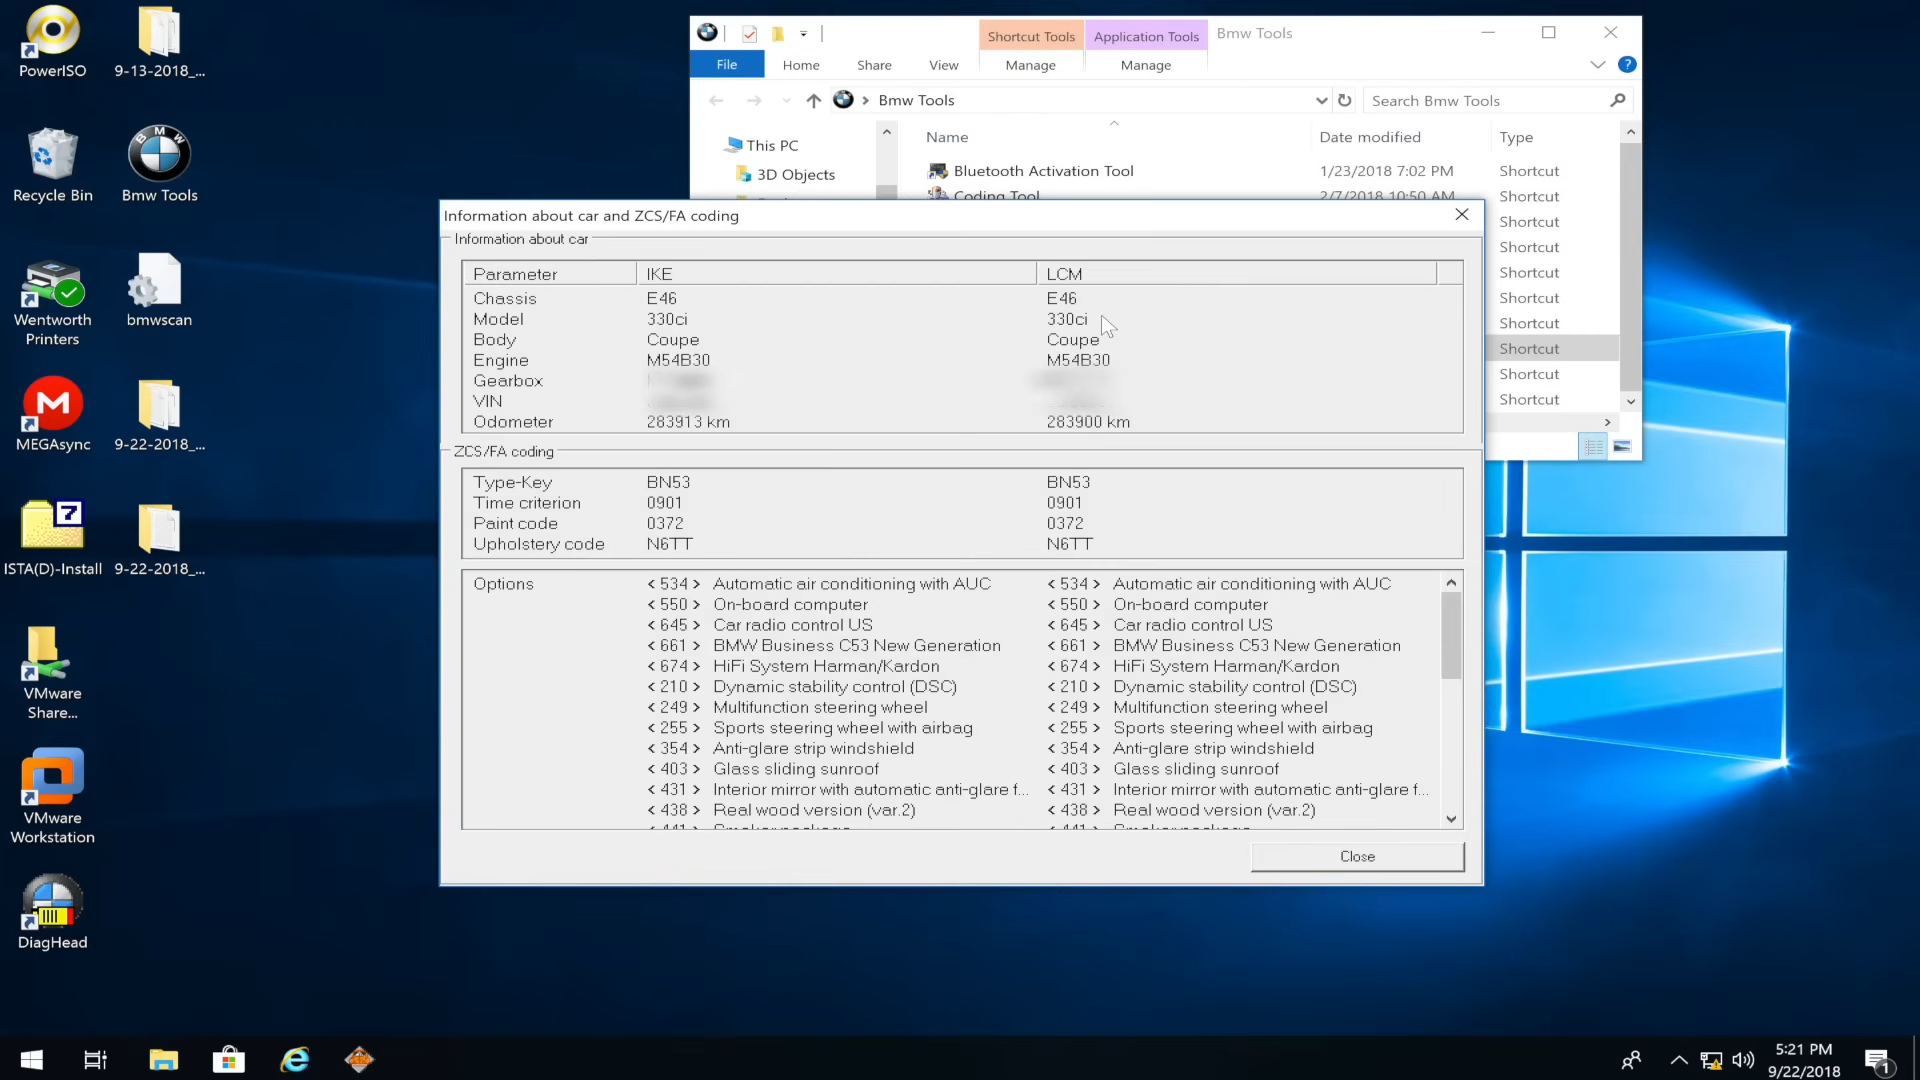 PowerISO
9-13-2018_...
Recycle Bin
Bmw Tools
Wentworth
Printers
bmwscan
MEGAsync
9-22-2018_...
ISTA(D)-Install
9-22-2018_...
VMware
Share...
VMware
Workstation
DiagHead
Shortcut Tools
Application Tools
Bmw Tools
File
Home
Share
View
Manage
Manage
Bmw Tools
Search Bmw Tools
This PC
3D Objects
Name
Date modified
Type
Bluetooth Activation Tool
1/23/2018 7:02 PM
Shortcut
Coding Tool
2/7/2018 10:50 AM
Shortcut
Shortcut
Shortcut
Shortcut
Shortcut
Shortcut
Shortcut
Shortcut
Shortcut
Information about car and ZCS/FA coding
Information about car
Parameter IKE LCM
Chassis E46 E46
Model 330ci 330ci
Body Coupe Coupe
Engine M54B30 M54B30
Gearbox
VIN
Odometer 283913 km 283900 km
ZCS/FA coding
Type-Key BN53 BN53
Time criterion 0901 0901
Paint code 0372 0372
Upholstery code N6TT N6TT
Options < 534 > Automatic air conditioning with AUC < 534 > Automatic air conditioning with AUC
< 550 > On-board computer < 550 > On-board computer
< 645 > Car radio control US < 645 > Car radio control US
< 661 > BMW Business C53 New Generation < 661 > BMW Business C53 New Generation
< 674 > HiFi System Harman/Kardon < 674 > HiFi System Harman/Kardon
< 210 > Dynamic stability control (DSC) < 210 > Dynamic stability control (DSC)
< 249 > Multifunction steering wheel < 249 > Multifunction steering wheel
< 255 > Sports steering wheel with airbag < 255 > Sports steering wheel with airbag
< 354 > Anti-glare strip windshield < 354 > Anti-glare strip windshield
< 403 > Glass sliding sunroof < 403 > Glass sliding sunroof
< 431 > Interior mirror with automatic anti-glare f... < 431 > Interior mirror with automatic anti-glare f...
< 438 > Real wood version (var.2) < 438 > Real wood version (var.2)
Close
5:21 PM
9/22/2018
1